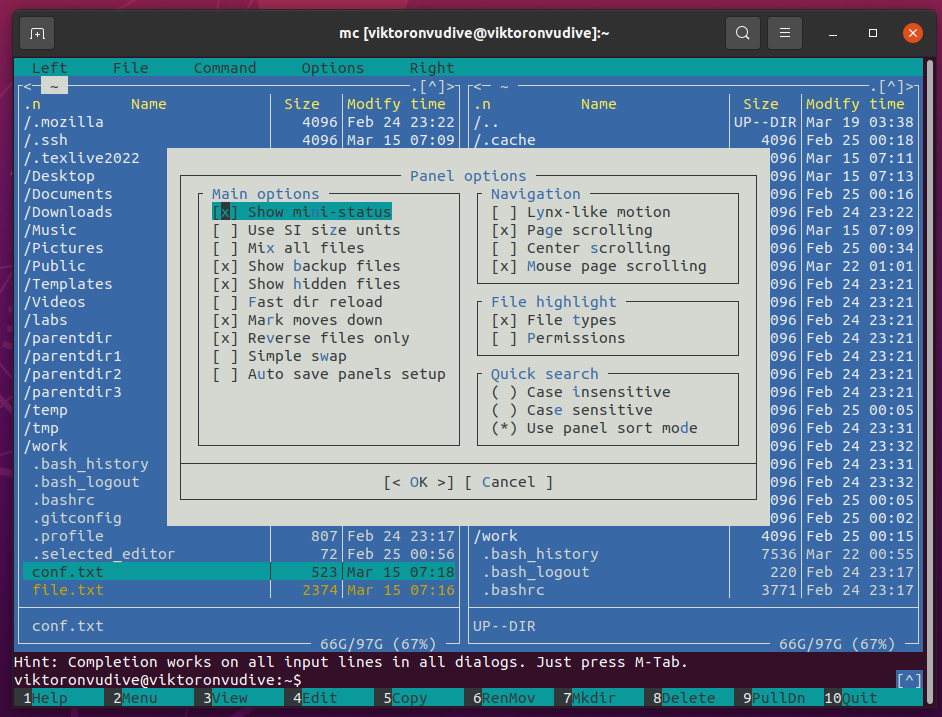 mc [viktoronvudive@viktoronvudive]:~
Left File Command Options Right
<─ ~ .[^]> <─ ~ .[^]>
.n Name Size Modify time .n Name Size Modify time
/.mozilla 4096 Feb 24 23:22 /.. UP--DIR Mar 19 03:38
/.ssh 4096 Mar 15 07:09 /.cache 4096 Feb 25 00:18
/.texlive2022 096 Mar 15 07:11
/Desktop Panel options 096 Mar 15 07:13
/Documents Main options Navigation 096 Feb 25 00:16
/Downloads [x] Show mini-status [ ] Lynx-like motion 096 Feb 24 23:22
/Music [ ] Use SI size units [x] Page scrolling 096 Mar 15 07:09
/Pictures [ ] Mix all files [ ] Center scrolling 096 Feb 25 00:34
/Public [x] Show backup files [x] Mouse page scrolling 096 Mar 22 01:01
/Templates [x] Show hidden files 096 Feb 24 23:21
/Videos [ ] Fast dir reload File highlight 096 Feb 24 23:21
/labs [x] Mark moves down [x] File types 096 Feb 24 23:21
/parentdir [x] Reverse files only [ ] Permissions 096 Feb 24 23:21
/parentdir1 [ ] Simple swap 096 Feb 24 23:21
/parentdir2 [ ] Auto save panels setup Quick search 096 Feb 24 23:21
/parentdir3 ( ) Case insensitive 096 Feb 24 23:21
/temp ( ) Case sensitive 096 Feb 25 00:05
/tmp (*) Use panel sort mode 096 Feb 24 23:31
/work 096 Feb 24 23:32
.bash_history 096 Feb 24 23:31
.bash_logout [< OK >] [ Cancel ] 096 Feb 24 23:32
.bashrc 096 Feb 25 00:05
.gitconfig 096 Feb 25 00:02
.profile 807 Feb 24 23:17 /work 4096 Feb 25 00:15
.selected_editor 72 Feb 25 00:56 .bash_history 7536 Mar 22 00:55
conf.txt 523 Mar 15 07:18 .bash_logout 220 Feb 24 23:17
file.txt 2374 Mar 15 07:16 .bashrc 3771 Feb 24 23:17
conf.txt UP--DIR
66G/97G (67%) 66G/97G (67%)
Hint: Completion works on all input lines in all dialogs. Just press M-Tab.
viktoronvudive@viktoronvudive:~$ [^]
1Help 2Menu 3View 4Edit 5Copy 6RenMov 7Mkdir 8Delete 9PullDn 10Quit